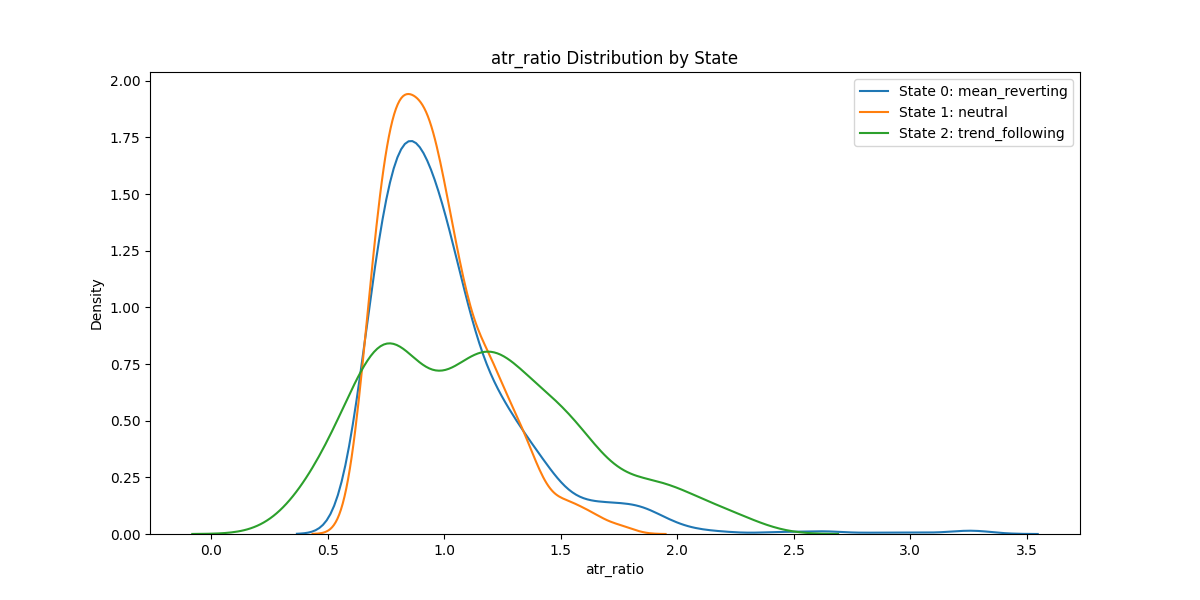 atr_ratio Distribution by State
State 0: mean_reverting
State 1: neutral
State 2: trend_following
Density
2.00
1.75
1.50
1.25
1.00
0.75
0.50
0.25
0.00
0.0 0.5 1.0 1.5 2.0 2.5 3.0 3.5
atr_ratio